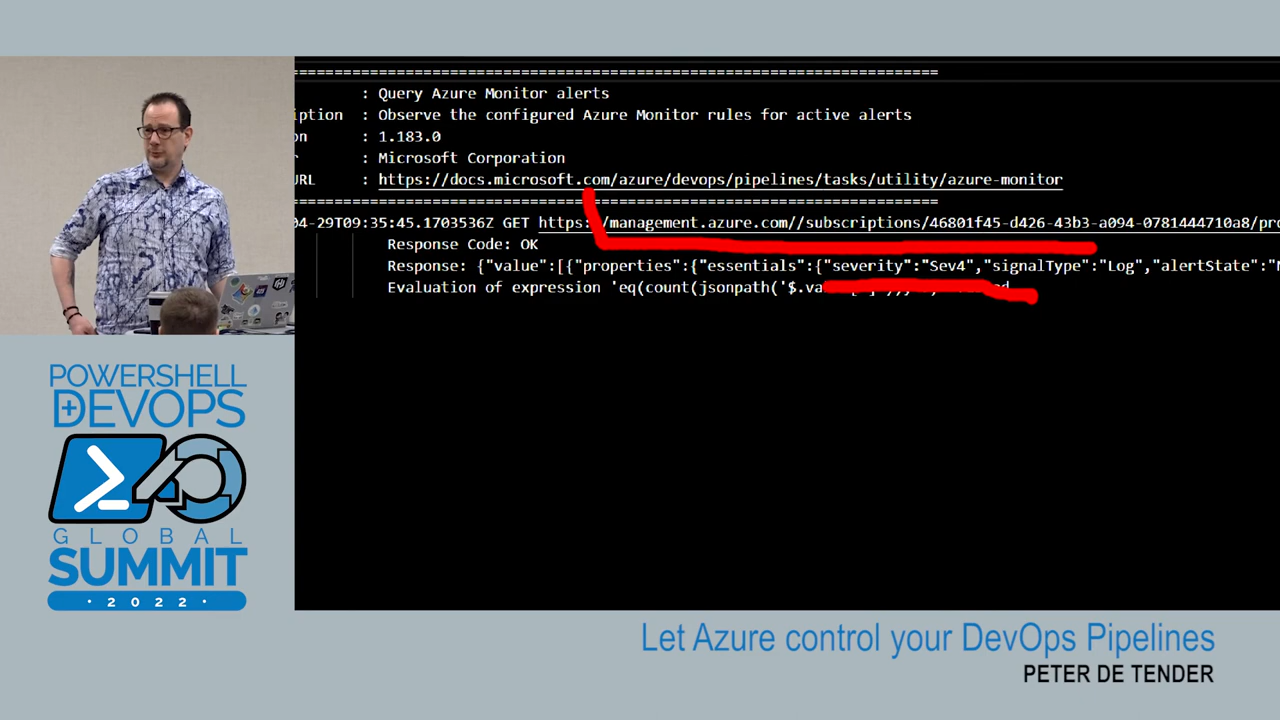 : Query Azure Monitor alerts
iption : Observe the configured Azure Monitor rules for active alerts
on : 1.183.0
r : Microsoft Corporation
URL : https://docs.microsoft.com/azure/devops/pipelines/tasks/utility/azure-monitor
04-29T09:35:45.1703536Z GET https://management.azure.com//subscriptions/46801f45-d426-43b3-a094-0781444710a8/pro
Response Code: OK
Response: {"value":[{"properties":{"essentials":{"severity":"Sev4","signalType":"Log","alertState":"N
Evaluation of expression 'eq(count(jsonpath('$.va
POWERSHELL
+DEVOPS
GLOBAL
SUMMIT
· 2022 ·
Let Azure control your DevOps Pipelines
PETER DE TENDER